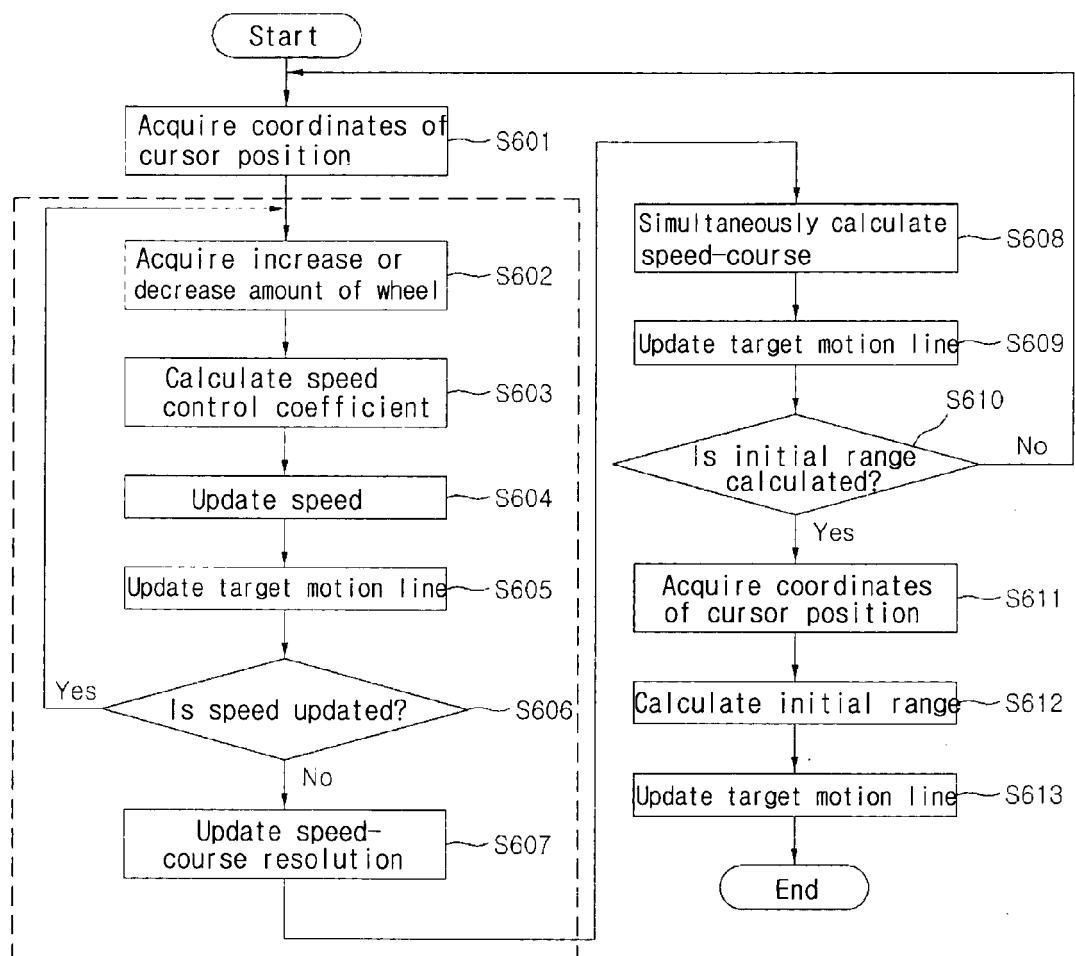 Start
Acquire coordinates of
cursor position
S601
Acquire increase or
decrease amount of wheel
S602
Calculate speed
control coefficient
S603
Update speed
S604
Update target motion line
S605
Is speed updated?
S606
Yes
No
Update speed-
course resolution
S607
Simultaneously calculate
speed-course
S608
Update target motion line
S609
S610
Is initial range
calculated?
No
Yes
Acquire coordinates
of cursor position
S611
Calculate initial range
S612
Update target motion line
S613
End